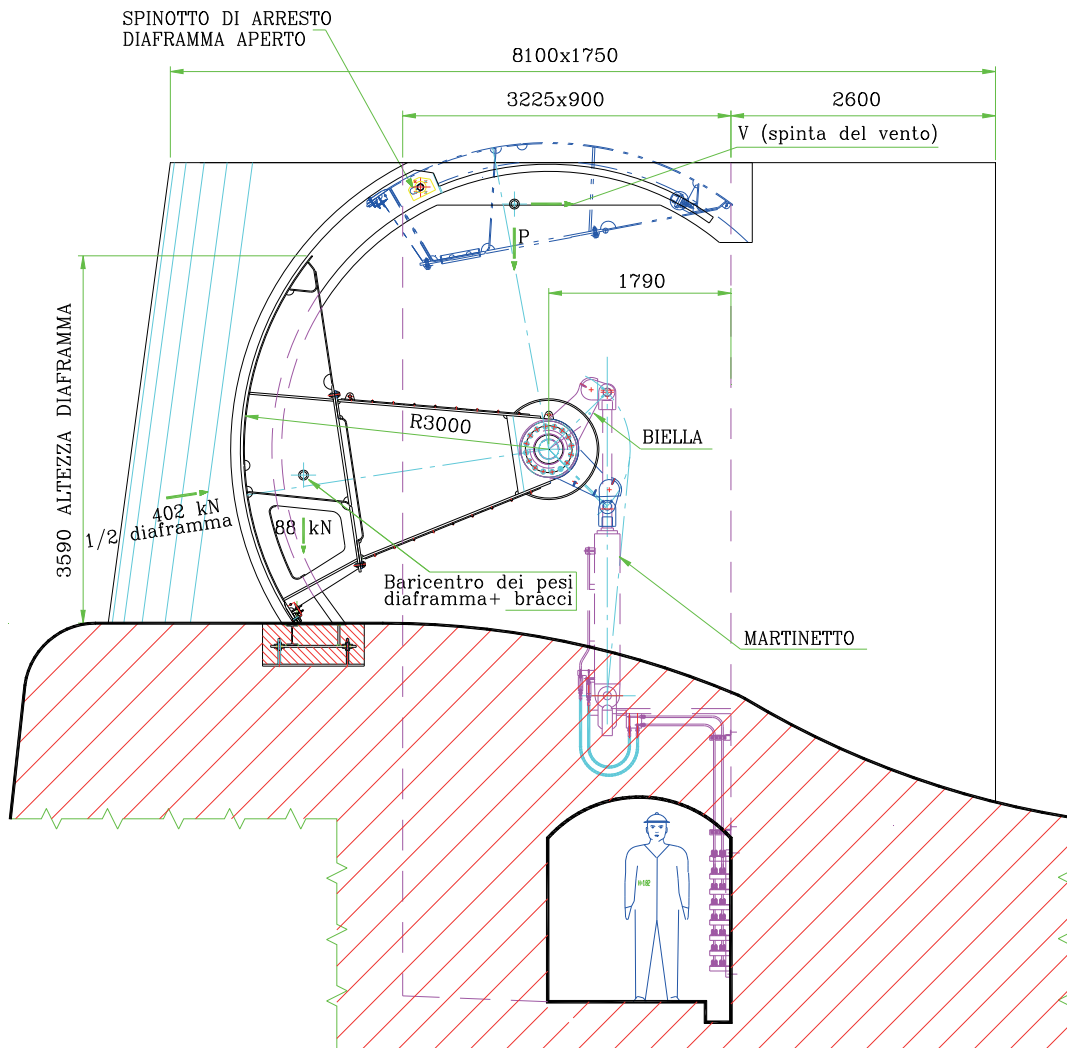 SPINOTTO DI ARRESTO
DIAFRAMMA APERTO
8100x1750
3225x900
2600
V (spinta del vento)
P
1790
3590 ALTEZZA DIAFRAMMA
R3000
BIELLA
402 kN
1/2 diaframma
88 kN
Baricentro dei pesi
diaframma+ bracci
MARTINETTO